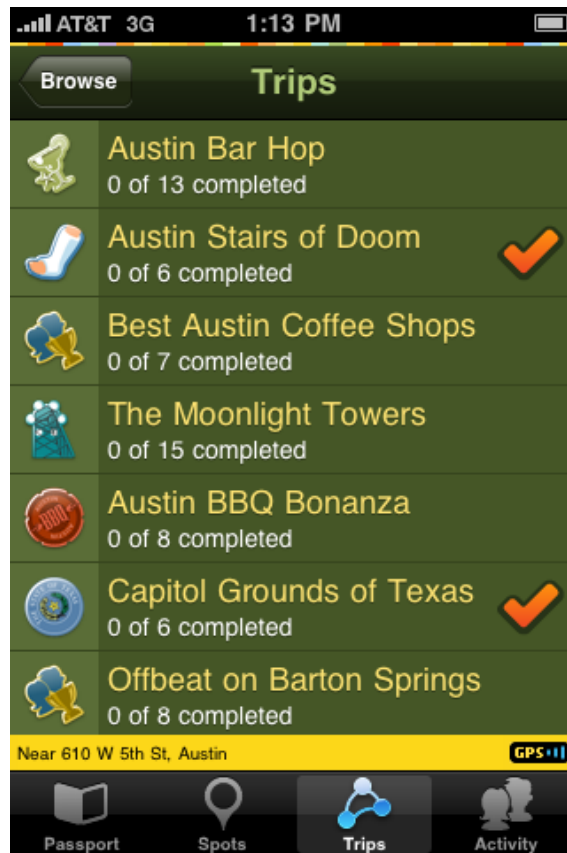 AT&T 3G 1:13 PM
Browse Trips
Austin Bar Hop
0 of 13 completed
Austin Stairs of Doom
0 of 6 completed
Best Austin Coffee Shops
0 of 7 completed
The Moonlight Towers
0 of 15 completed
BBQ
Austin BBQ Bonanza
0 of 8 completed
Capitol Grounds of Texas
0 of 6 completed
Offbeat on Barton Springs
0 of 8 completed
Near 610 W 5th St, Austin GPS
Passport Spots Trips Activity